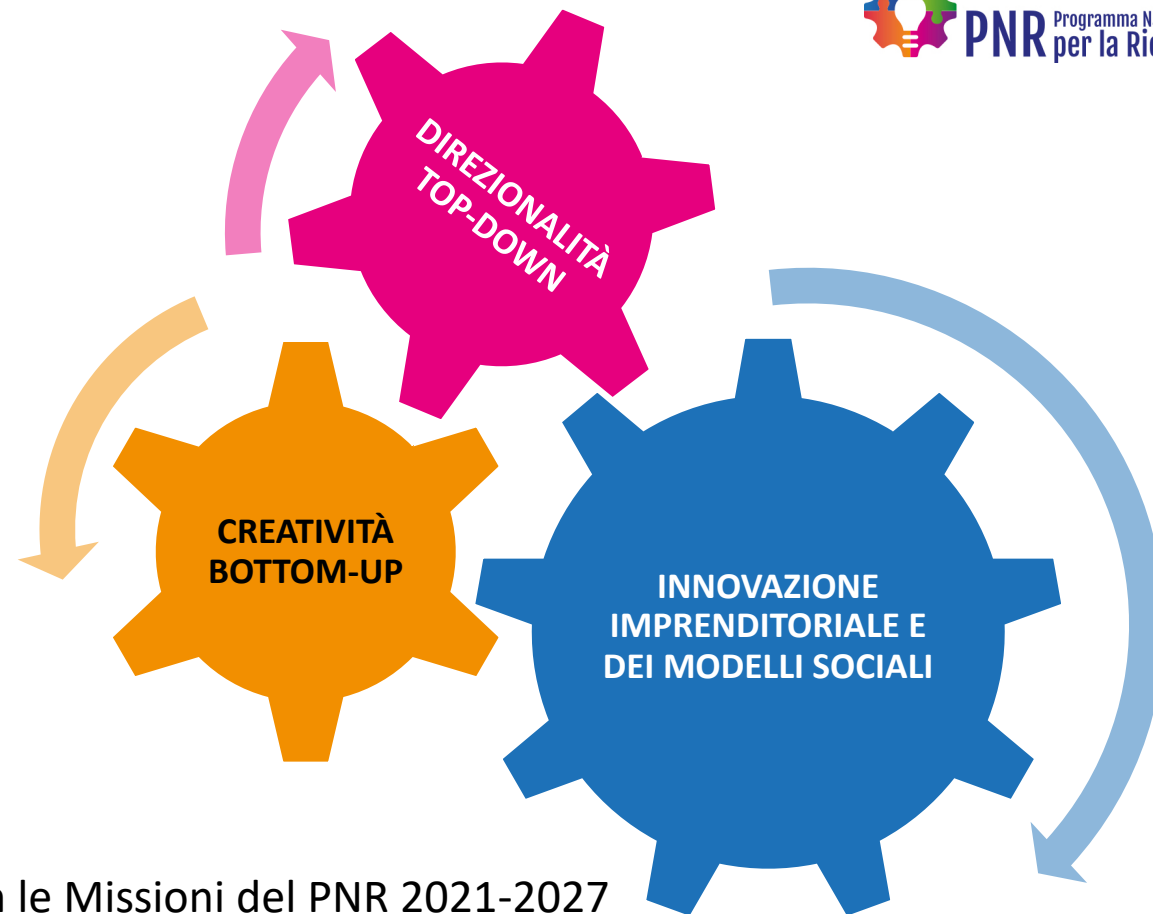 PNR Programma
per la
DIREZIONALITÀ
TOP-DOWN
CREATIVITÀ
BOTTOM-UP
INNOVAZIONE
IMPRENDITORIALE E
DEI MODELLI SOCIALI
le Missioni del PNR 2021-2027